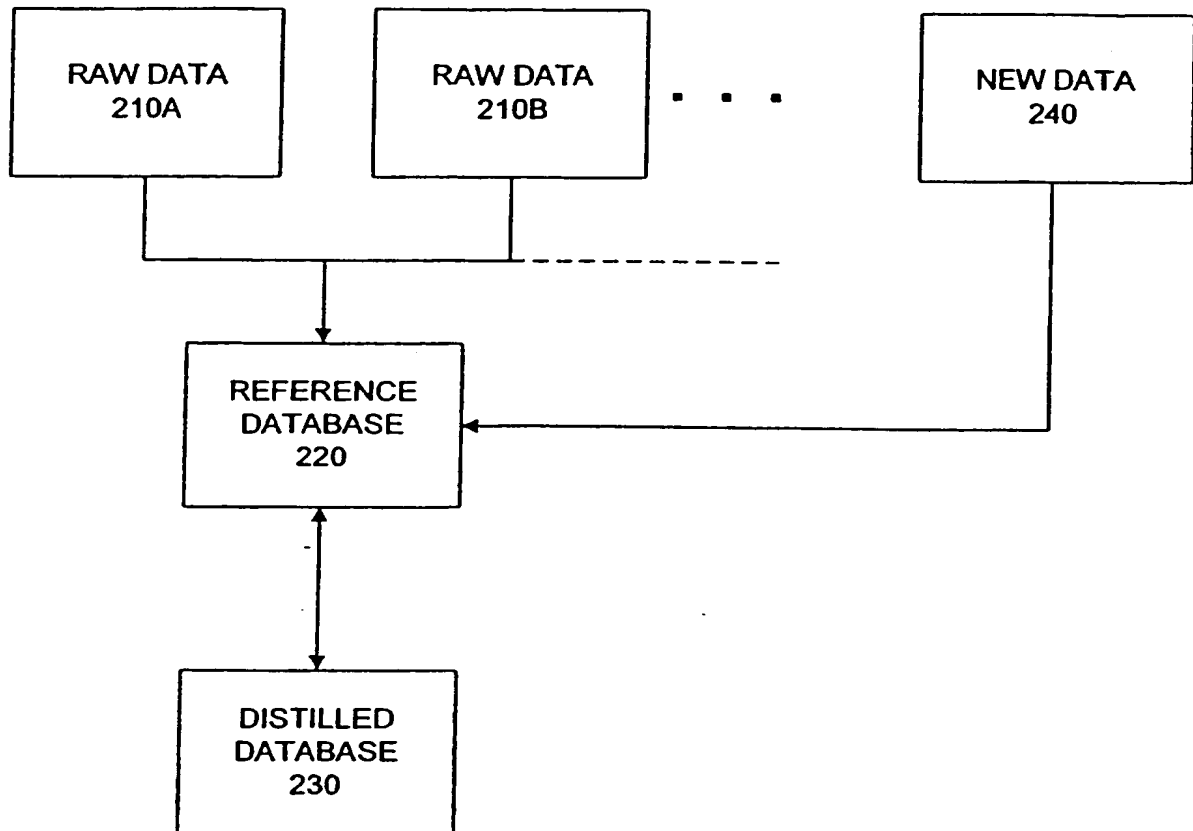 RAW DATA
210A
RAW DATA
210B
NEW DATA
240
REFERENCE
DATABASE
220
DISTILLED
DATABASE
230